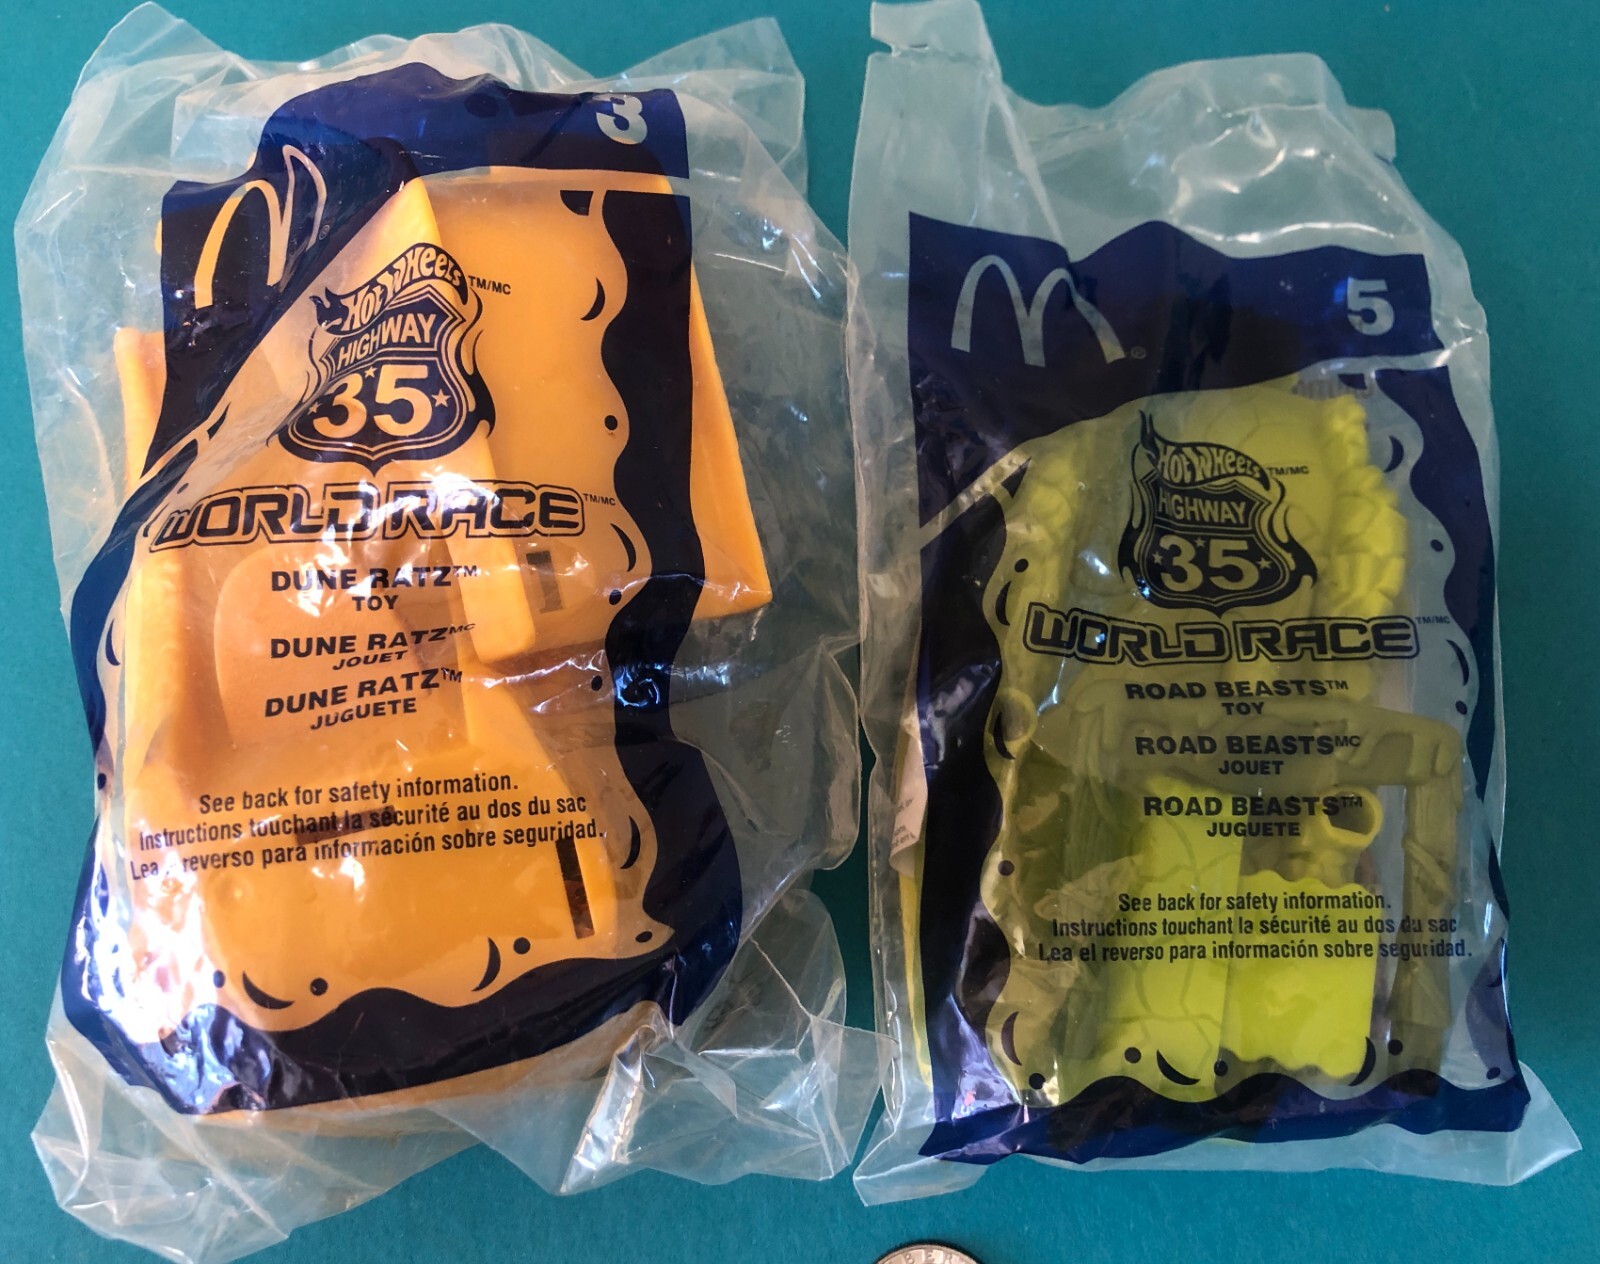 3
M
®
HOT WHEELS TM/MC
HIGHWAY
35
WORLD RACE TM/MC
DUNE RATZ™
TOY
DUNE RATZMC
JOUET
DUNE RATZ™
JUGUETE
See back for safety information.
Instructions touchant la sécurité au dos du sac
Lea reverso para información sobre seguridad.
5
M
®
HOT WHEELS TM/MC
HIGHWAY
35
WORLD RACE TM/MC
ROAD BEASTS™
TOY
ROAD BEASTSMC
JOUET
ROAD BEASTS™
JUGUETE
See back for safety information.
Instructions touchant la sécurité au dos du sac
Lea el reverso para información sobre seguridad.